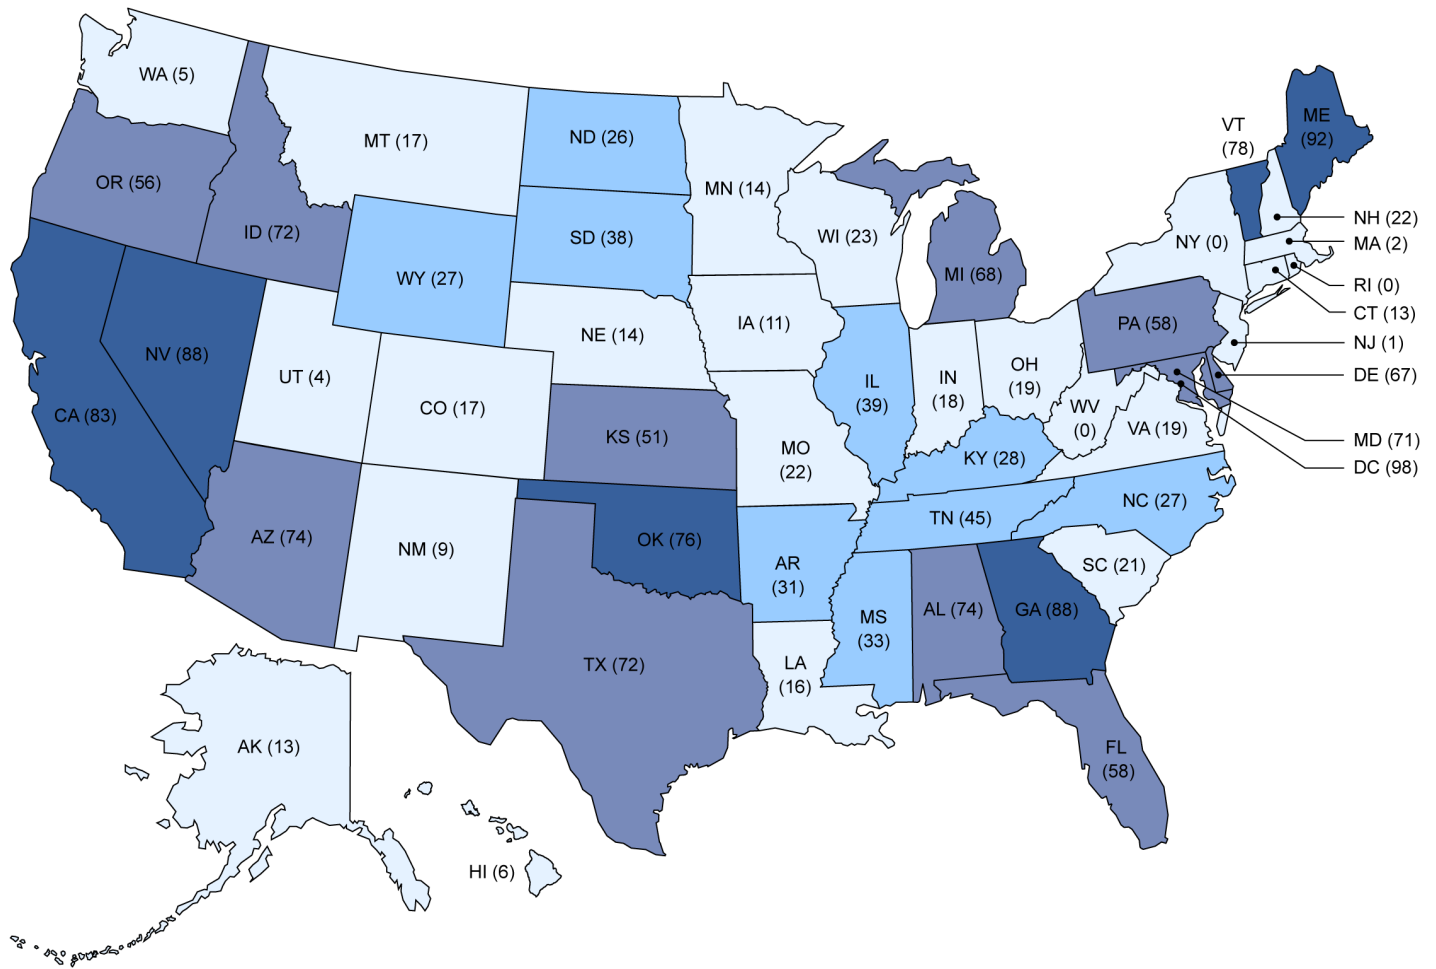 WA (5)
OR (56)
ID (72)
MT (17)
ND (26)
SD (38)
WY (27)
MN (14)
WI (23)
MI (68)
NY (0)
VT
(78)
ME
(92)
NH (22)
MA (2)
RI (0)
CT (13)
NJ (1)
DE (67)
MD (71)
DC (98)
PA (58)
CA (83)
NV (88)
UT (4)
CO (17)
NE (14)
IA (11)
IL
(39)
IN
(18)
OH
(19)
WV
(0)
VA (19)
KS (51)
MO
(22)
KY (28)
NC (27)
TN (45)
SC (21)
AZ (74)
NM (9)
OK (76)
AR
(31)
MS
(33)
AL (74)
GA (88)
TX (72)
LA
(16)
FL
(58)
AK (13)
HI (6)